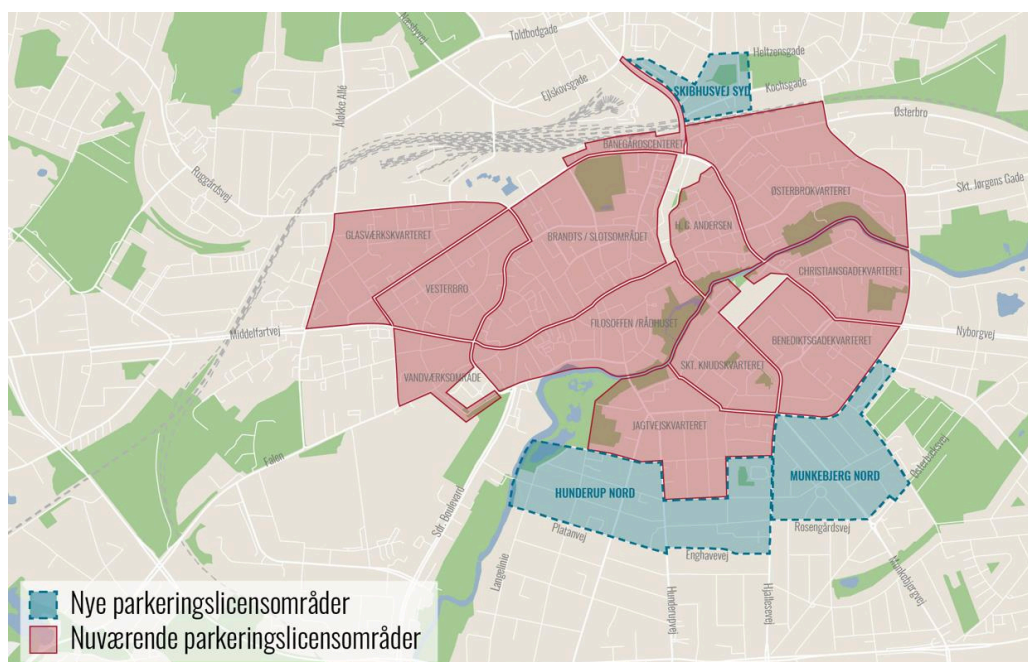 Næsbyvej
Toldbodgade
Heltzensgade
Ejlskovsgade
SKIBHUSVEJ SYD
Kochsgade
Åløkke Allé
Østerbro
BANEGÅRDSCENTERET
Ruggårdsvej
ØSTERBROKVARTERET
Skt. Jørgens Gade
GLASVÆRKSKVARTERET
BRANDTS / SLOTSOMRÅDET
H. C. ANDERSEN
CHRISTIANSGADEKVARTERET
VESTERBRO
FILOSOFFEN /RÅDHUSET
Middelfartvej
Nyborgvej
BENEDIKTSGADEKVARTERET
SKT. KNUDSKVARTERET
VANDVÆRKSOMRÅDE
JAGTVEJSKVARTERET
Falen
Østerbæksvej
MUNKEBJERG NORD
HUNDERUP NORD
Sdr. Boulevard
Platanvej
Rosengårdsvej
Enghavevej
Langelinie
Munkebjergvej
Hunderupvej
Hjallesevej
Nye parkeringslicensområder
Nuværende parkeringslicensområder